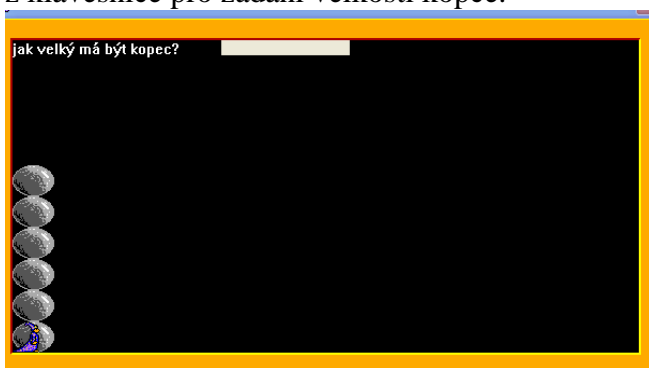 z klávesnice pro zadání velikosti kopce:
jak velký má být kopec?